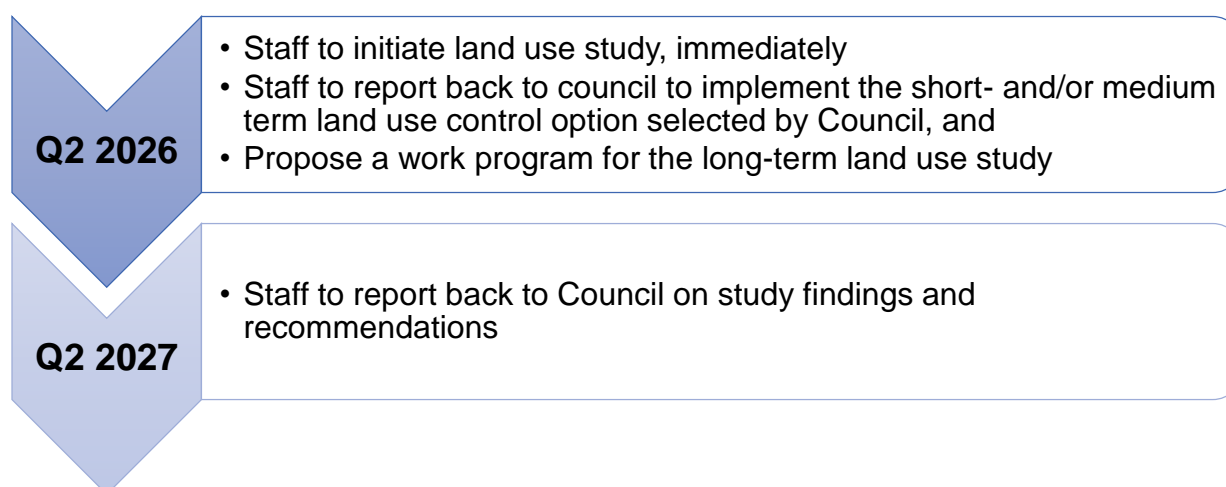 Q2 2026
• Staff to initiate land use study, immediately
• Staff to report back to council to implement the short- and/or medium
term land use control option selected by Council, and
• Propose a work program for the long-term land use study
Q2 2027
• Staff to report back to Council on study findings and
recommendations